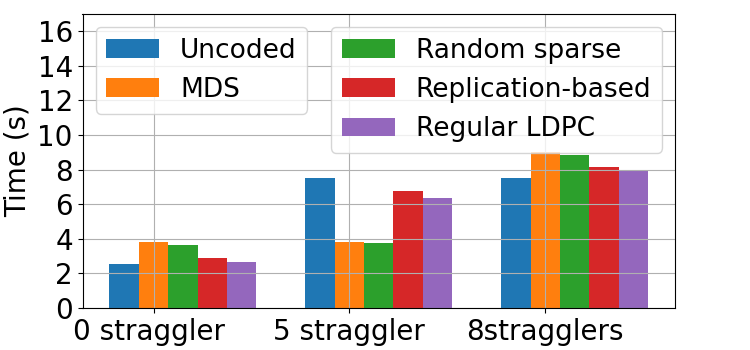 Time (s)
16
14
12
10
8
6
4
2
0
Uncoded
MDS
Random sparse
Replication-based
Regular LDPC
0 straggler
5 straggler
8stragglers